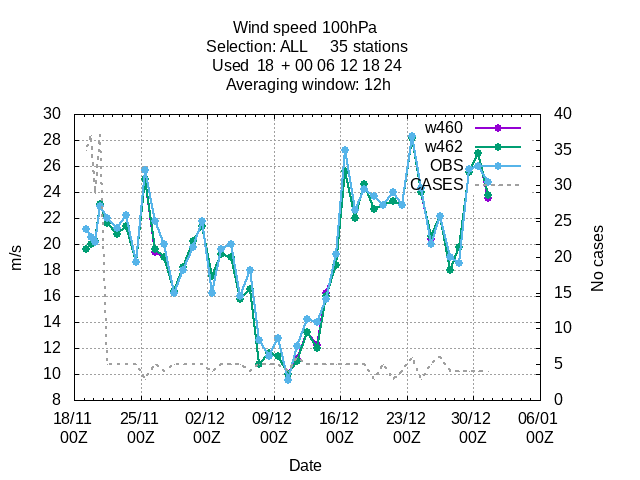 Wind speed 100hPa
Selection: ALL     35 stations
Used  18  + 00 06 12 18 24
Averaging window: 12h
30
28
26
24
22
20
18
16
14
12
10
8
m/s
40
35
30
25
20
15
10
5
0
No cases
w460
w462
OBS
CASES
18/11 25/11 02/12 09/12 16/12 23/12 30/12 06/01
00Z 00Z 00Z 00Z 00Z 00Z 00Z 00Z
Date